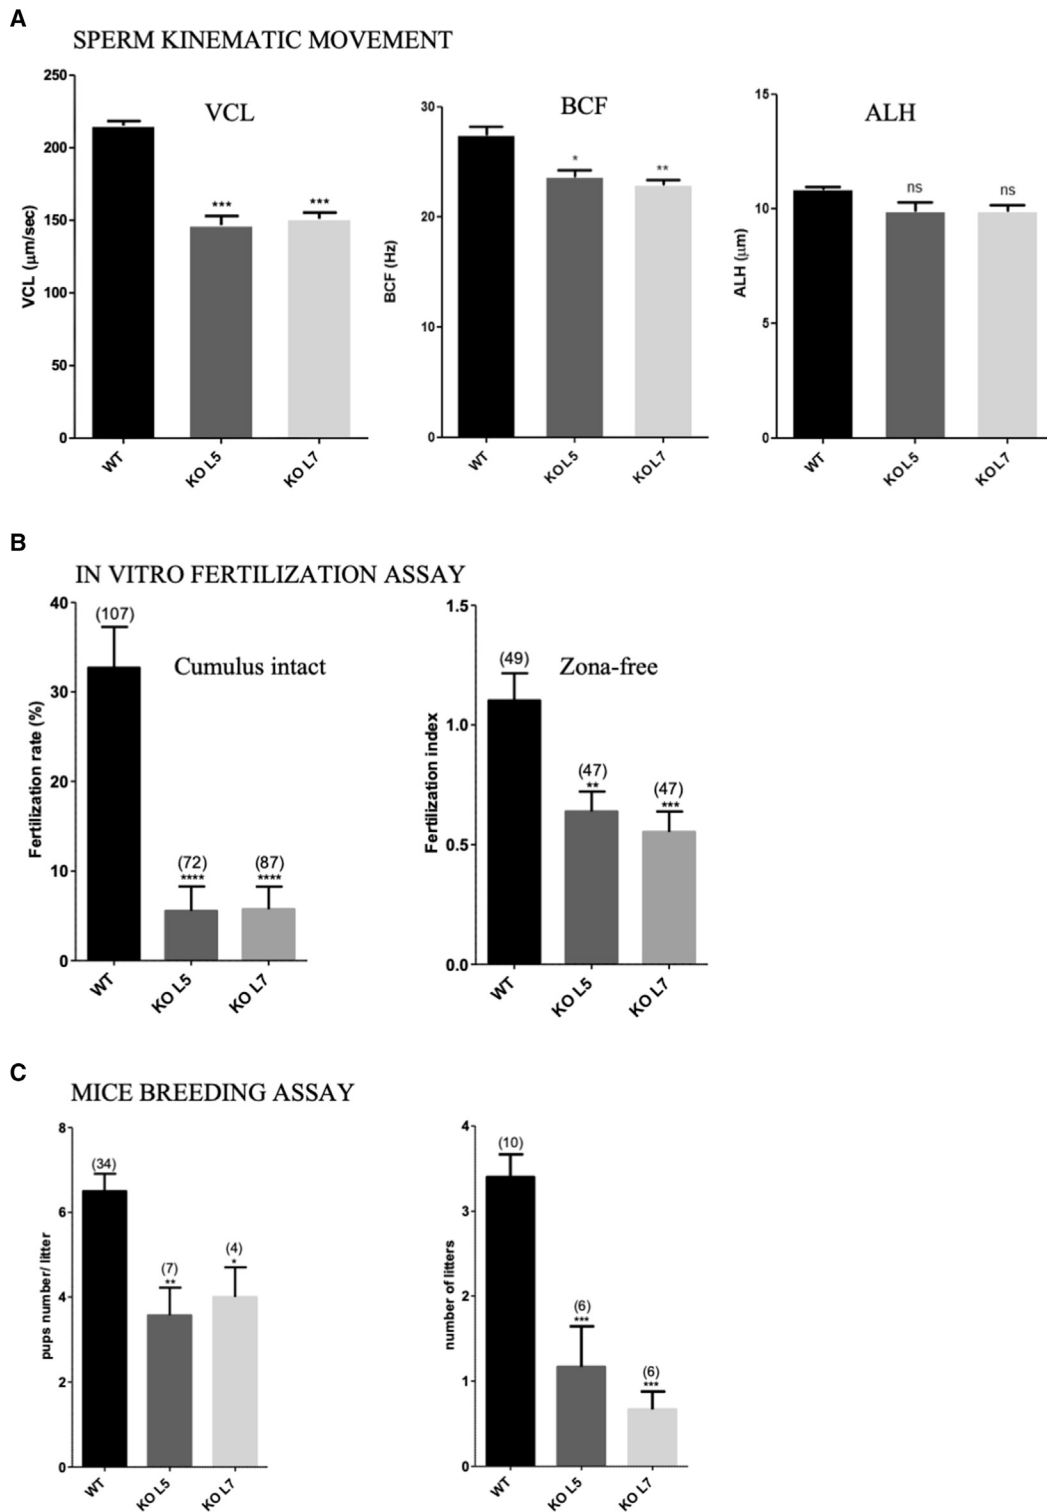 A
SPERM KINEMATIC MOVEMENT
VCL
VCL (μm/sec)
250
200
150
100
50
0
***
***
WT
KO L5
KO L7
BCF
BCF (Hz)
30
20
10
0
*
**
WT
KO L5
KO L7
ALH
ALH (μm)
15
10
5
0
ns
ns
WT
KO L5
KO L7
B
IN VITRO FERTILIZATION ASSAY
Cumulus intact
Fertilization rate (%)
40
30
20
10
0
(107)
(72)
****
(87)
****
WT
KO L5
KO L7
Zona-free
Fertilization index
1.5
1.0
0.5
0.0
(49)
(47)
**
(47)
***
WT
KO L5
KO L7
C
MICE BREEDING ASSAY
pups number/ litter
8
6
4
2
0
(34)
(7)
**
(4)
*
WT
KO L5
KO L7
number of litters
4
3
2
1
0
(10)
(6)
***
(6)
***
WT
KO L5
KO L7